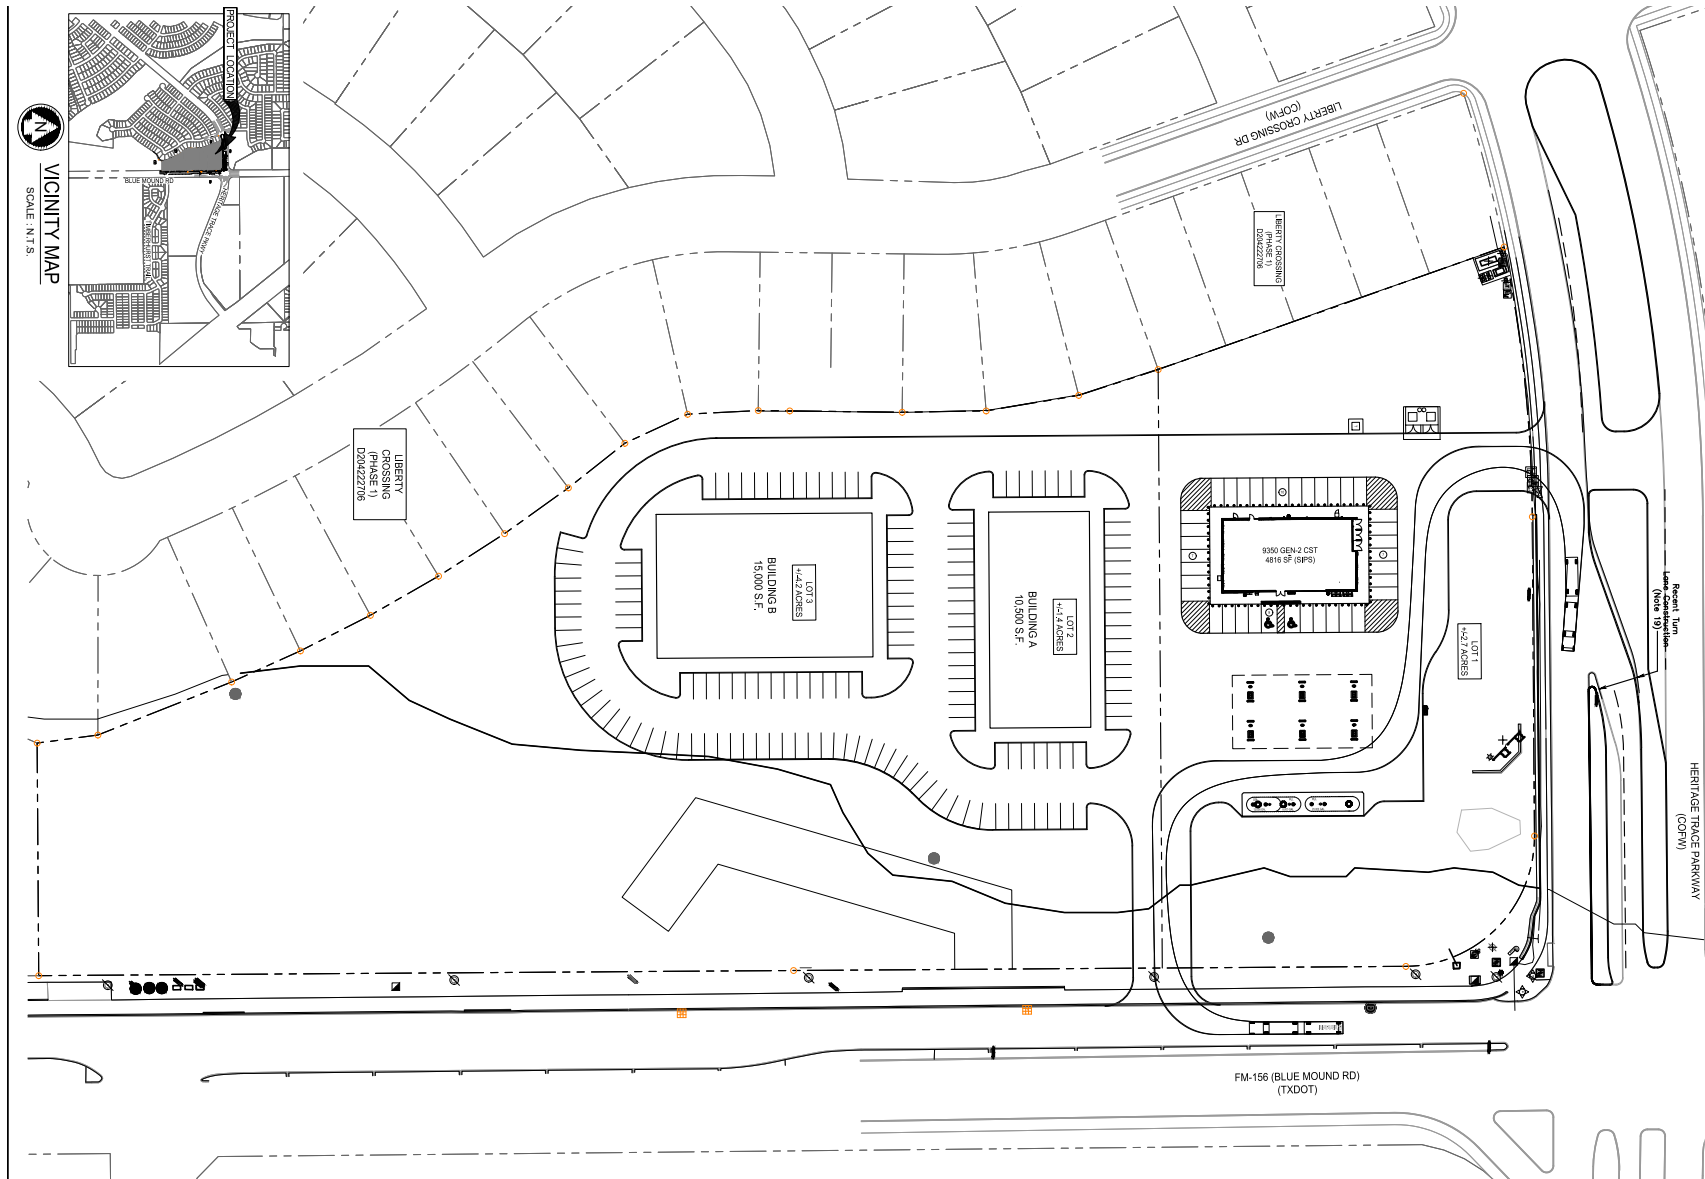 PROJECT LOCATION
BLUE MOUND RD
HERITAGE TRACE PKWY
TIMBERHURST TRAIL
N
VICINITY MAP
SCALE : N.T.S.
LIBERTY CROSSING DR
(COFW)
LIBERTY CROSSING
(PHASE 1)
D204222706
LIBERTY
CROSSING
(PHASE 1)
D204222706
LOT 3
+/-4.2 ACRES
BUILDING B
15,000 S.F.
LOT 2
+/-1.4 ACRES
BUILDING A
10,500 S.F.
9350 GEN-2 CST
4816 SF (SIPS)
LOT 1
+/-2.7 ACRES
Recent Turn
Lane Construction
(Note 19)
HERITAGE TRACE PARKWAY
(COFW)
FM-156 (BLUE MOUND RD)
(TXDOT)